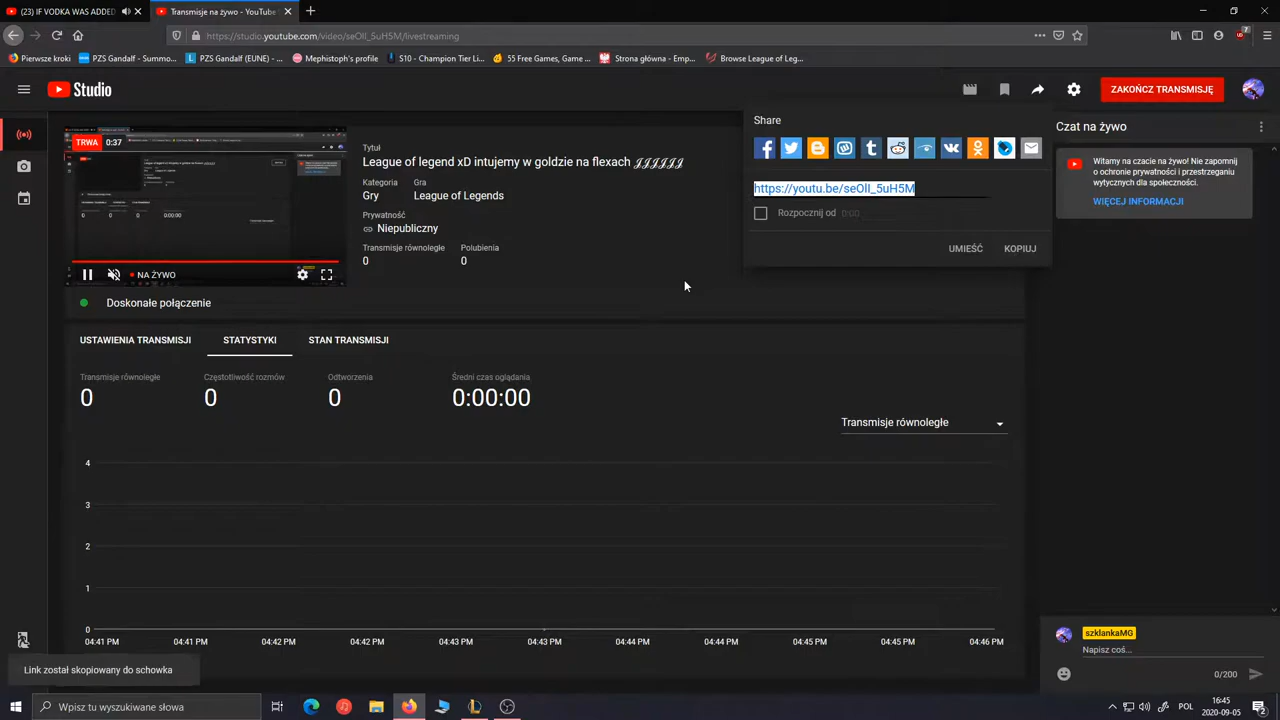 (23) IF VODKA WAS ADDED
Transmisje na żywo - YouTube
https://studio.youtube.com/video/seOlI_5uH5M/livestreaming
Pierwsze kroki
PZS Gandalf - Summo...
PZS Gandalf (EUNE) - ...
Mephistoph's profile
S10 - Champion Tier Li...
55 Free Games, Game ...
Strona główna - Emp...
Browse League of Leg...
Studio
ZAKOŃCZ TRANSMISJĘ
TRWA 0:37
NA ŻYWO
Tytuł
League of legend xD intujemy w goldzie na flexach
Kategoria
Gra
Gry
League of Legends
Prywatność
Niepubliczny
Transmisje równoległe
Polubienia
0
0
Share
https://youtu.be/seOlI_5uH5M
Rozpocznij od 0:00
UMIEŚĆ
KOPIUJ
Czat na żywo
Witamy na czacie na żywo! Nie zapomnij
o ochronie prywatności i przestrzeganiu
wytycznych dla społeczności.
WIĘCEJ INFORMACJI
Doskonałe połączenie
USTAWIENIA TRANSMISJI
STATYSTYKI
STAN TRANSMISJI
Transmisje równoległe
Częstotliwość rozmów
Odtworzenia
Średni czas oglądania
0
0
0
0:00:00
Transmisje równoległe
4
3
2
1
0
04:41 PM
04:41 PM
04:42 PM
04:42 PM
04:43 PM
04:43 PM
04:44 PM
04:44 PM
04:45 PM
04:45 PM
04:46 PM
szklankaMG
Napisz coś...
0/200
Link został skopiowany do schowka
Wpisz tu wyszukiwane słowa
POL
16:45
2020-09-05
2